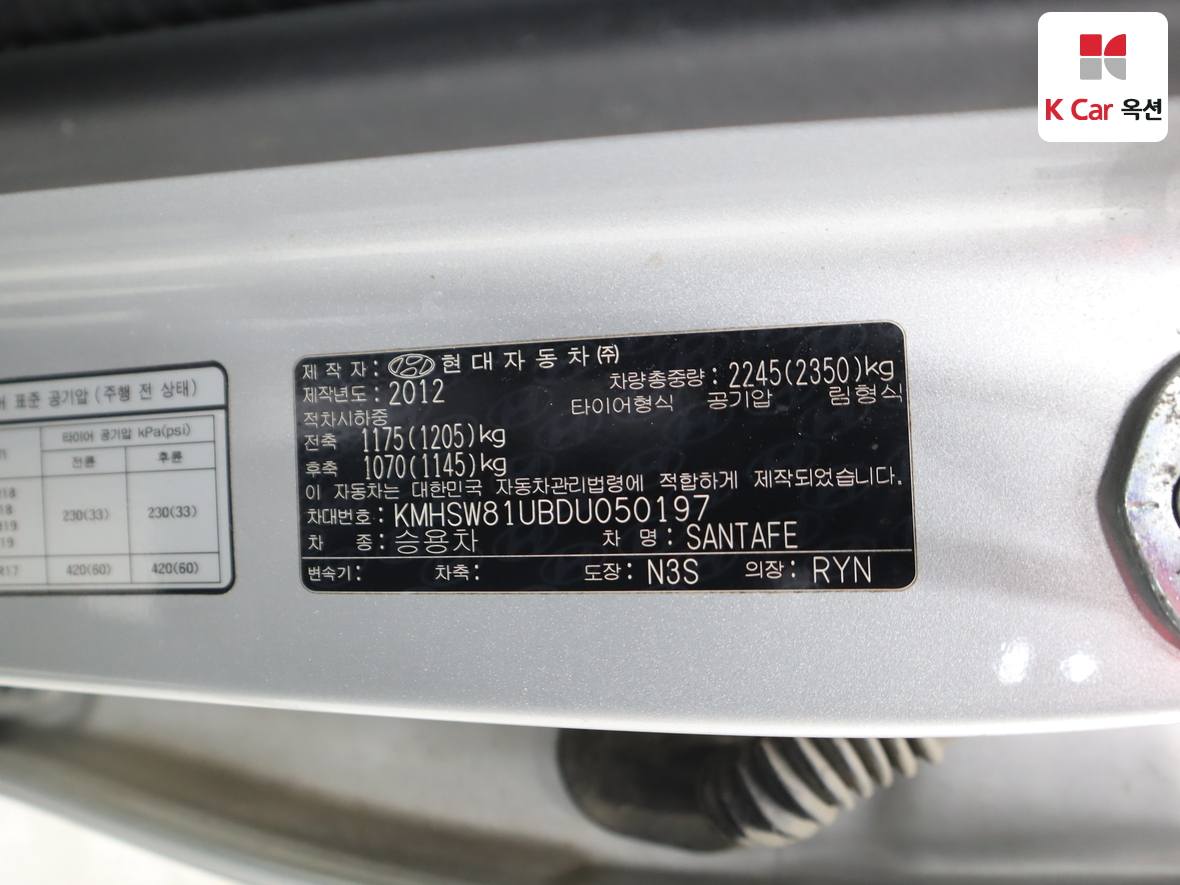 K Car 옥션
제 작 자 : 현 대 자 동 차 ㈜
제작년도 : 2012
차량총중량 : 2245(2350)kg
적차시하중
타이어형식 공기압 림형식
전축 1175(1205)kg
후축 1070(1145)kg
이 자동차는 대한민국 자동차관리법령에 적합하게 제작되었습니다.
차대번호 : KMHSW81UBDU050197
차 종 : 승용차 차 명 : SANTAFE
변속기 : 차축 : 도장 : N3S 의장 : RYN
표준 공기압 (주행 전 상태)
타이어 공기압 kPa(psi)
전륜 후륜
230(33) 230(33)
R17 420(60) 420(60)